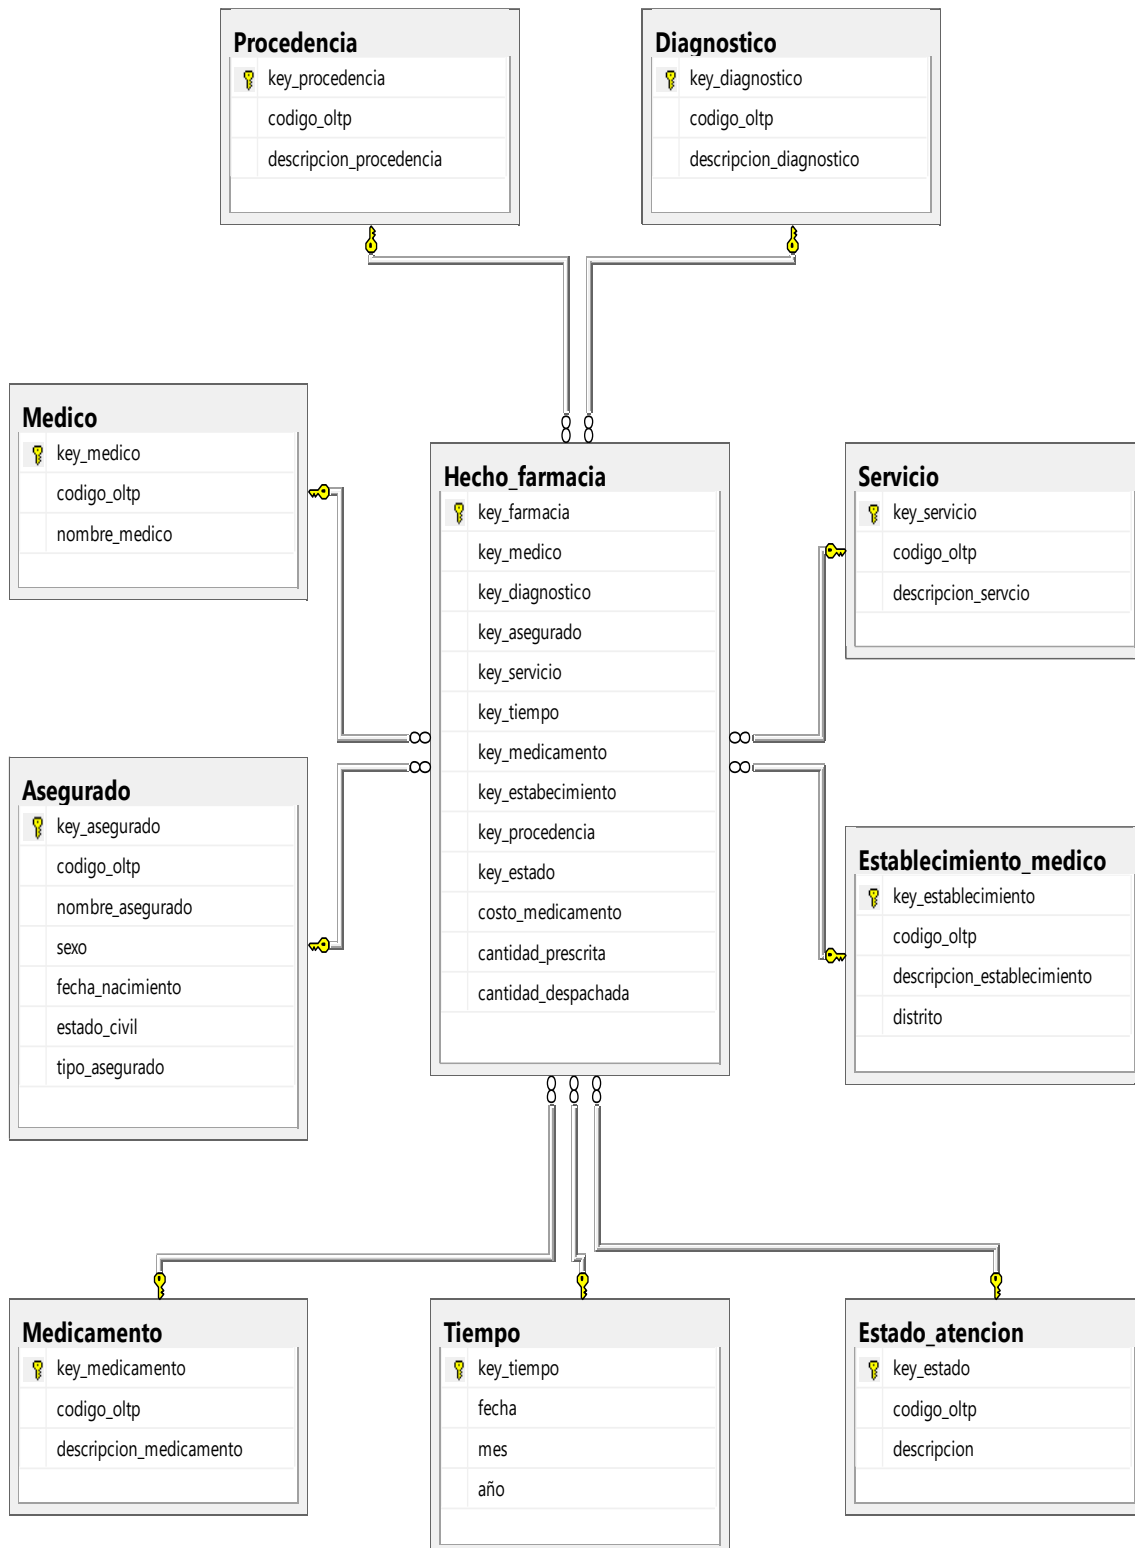 Procedencia
key_procedencia
codigo_oltp
descripcion_procedencia
Diagnostico
key_diagnostico
codigo_oltp
descripcion_diagnostico
Medico
key_medico
codigo_oltp
nombre_medico
Hecho_farmacia
key_farmacia
key_medico
key_diagnostico
key_asegurado
key_servicio
key_tiempo
key_medicamento
key_estabecimiento
key_procedencia
key_estado
costo_medicamento
cantidad_prescrita
cantidad_despachada
Servicio
key_servicio
codigo_oltp
descripcion_servcio
Asegurado
key_asegurado
codigo_oltp
nombre_asegurado
sexo
fecha_nacimiento
estado_civil
tipo_asegurado
Establecimiento_medico
key_establecimiento
codigo_oltp
descripcion_establecimiento
distrito
Medicamento
key_medicamento
codigo_oltp
descripcion_medicamento
Tiempo
key_tiempo
fecha
mes
año
Estado_atencion
key_estado
codigo_oltp
descripcion